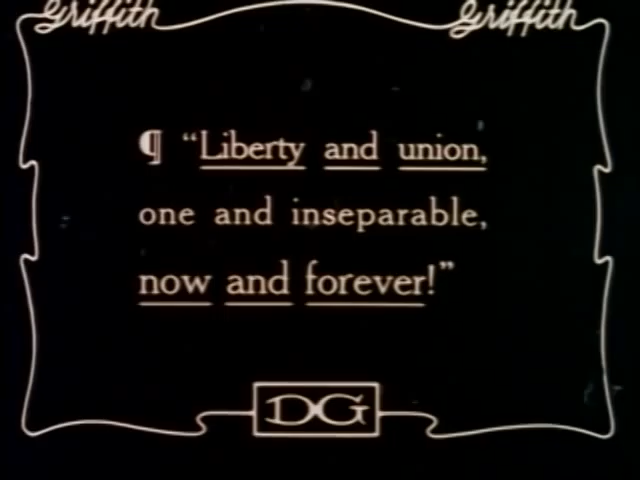 Griffith Griffith
¶ “Liberty and union,
one and inseparable,
now and forever!”
DG